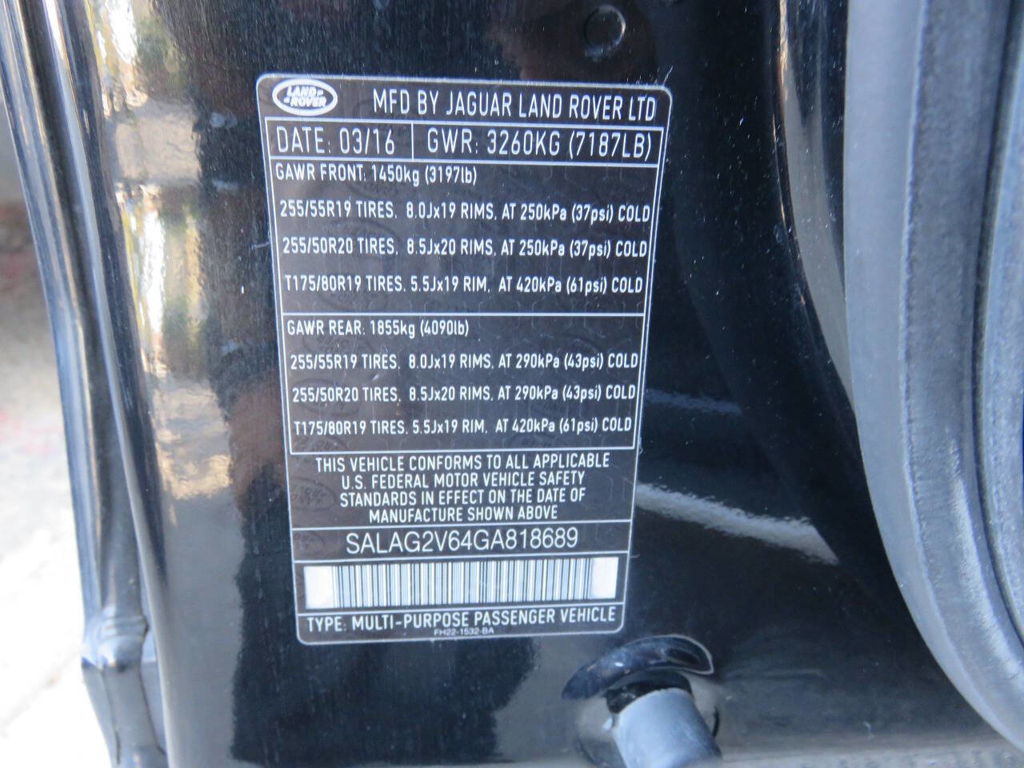 LAND ROVER
MFD BY JAGUAR LAND ROVER LTD
DATE: 03/16 GWR: 3260KG (7187LB)
GAWR FRONT: 1450kg (3197lb)
255/55R19 TIRES, 8.0Jx19 RIMS, AT 250kPa (37psi) COLD
255/50R20 TIRES, 8.5Jx20 RIMS, AT 250kPa (37psi) COLD
T175/80R19 TIRES, 5.5Jx19 RIM, AT 420kPa (61psi) COLD
GAWR REAR: 1855kg (4090lb)
255/55R19 TIRES, 8.0Jx19 RIMS, AT 290kPa (43psi) COLD
255/50R20 TIRES, 8.5Jx20 RIMS, AT 290kPa (43psi) COLD
T175/80R19 TIRES, 5.5Jx19 RIM, AT 420kPa (61psi) COLD
THIS VEHICLE CONFORMS TO ALL APPLICABLE
U.S. FEDERAL MOTOR VEHICLE SAFETY
STANDARDS IN EFFECT ON THE DATE OF
MANUFACTURE SHOWN ABOVE
SALAG2V64GA818689
TYPE: MULTI-PURPOSE PASSENGER VEHICLE
FH22-1532-BA